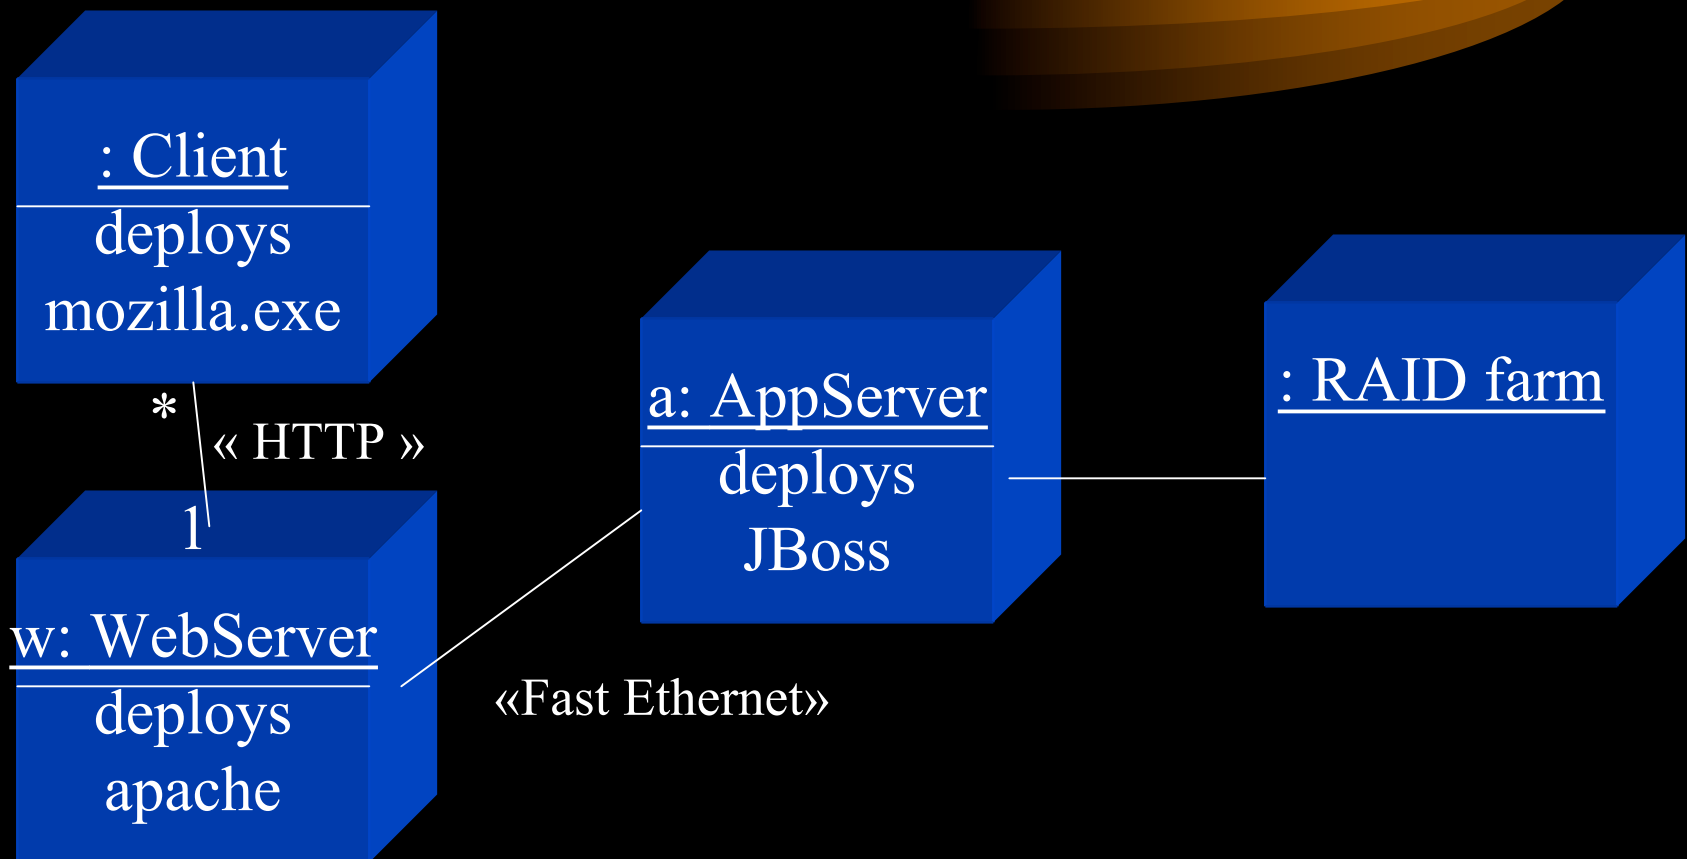 : Client
deploys
mozilla.exe
*
« HTTP »
1
w: WebServer
deploys
apache
«Fast Ethernet»
a: AppServer
deploys
JBoss
: RAID farm